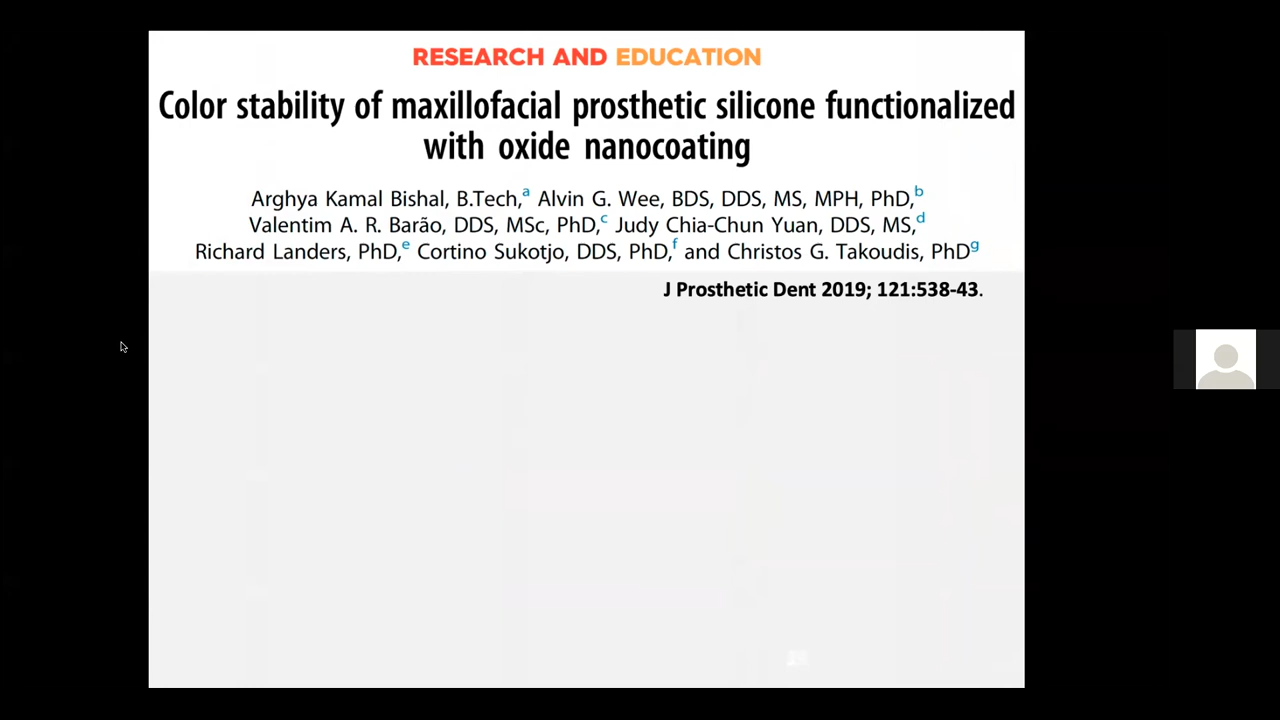 RESEARCH AND EDUCATION
Color stability of maxillofacial prosthetic silicone functionalized
with oxide nanocoating
Arghya Kamal Bishal, B.Tech,a Alvin G. Wee, BDS, DDS, MS, MPH, PhD,b
Valentim A. R. Barão, DDS, MSc, PhD,c Judy Chia-Chun Yuan, DDS, MS,d
Richard Landers, PhD,e Cortino Sukotjo, DDS, PhD,f and Christos G. Takoudis, PhDg
J Prosthetic Dent 2019; 121:538-43.